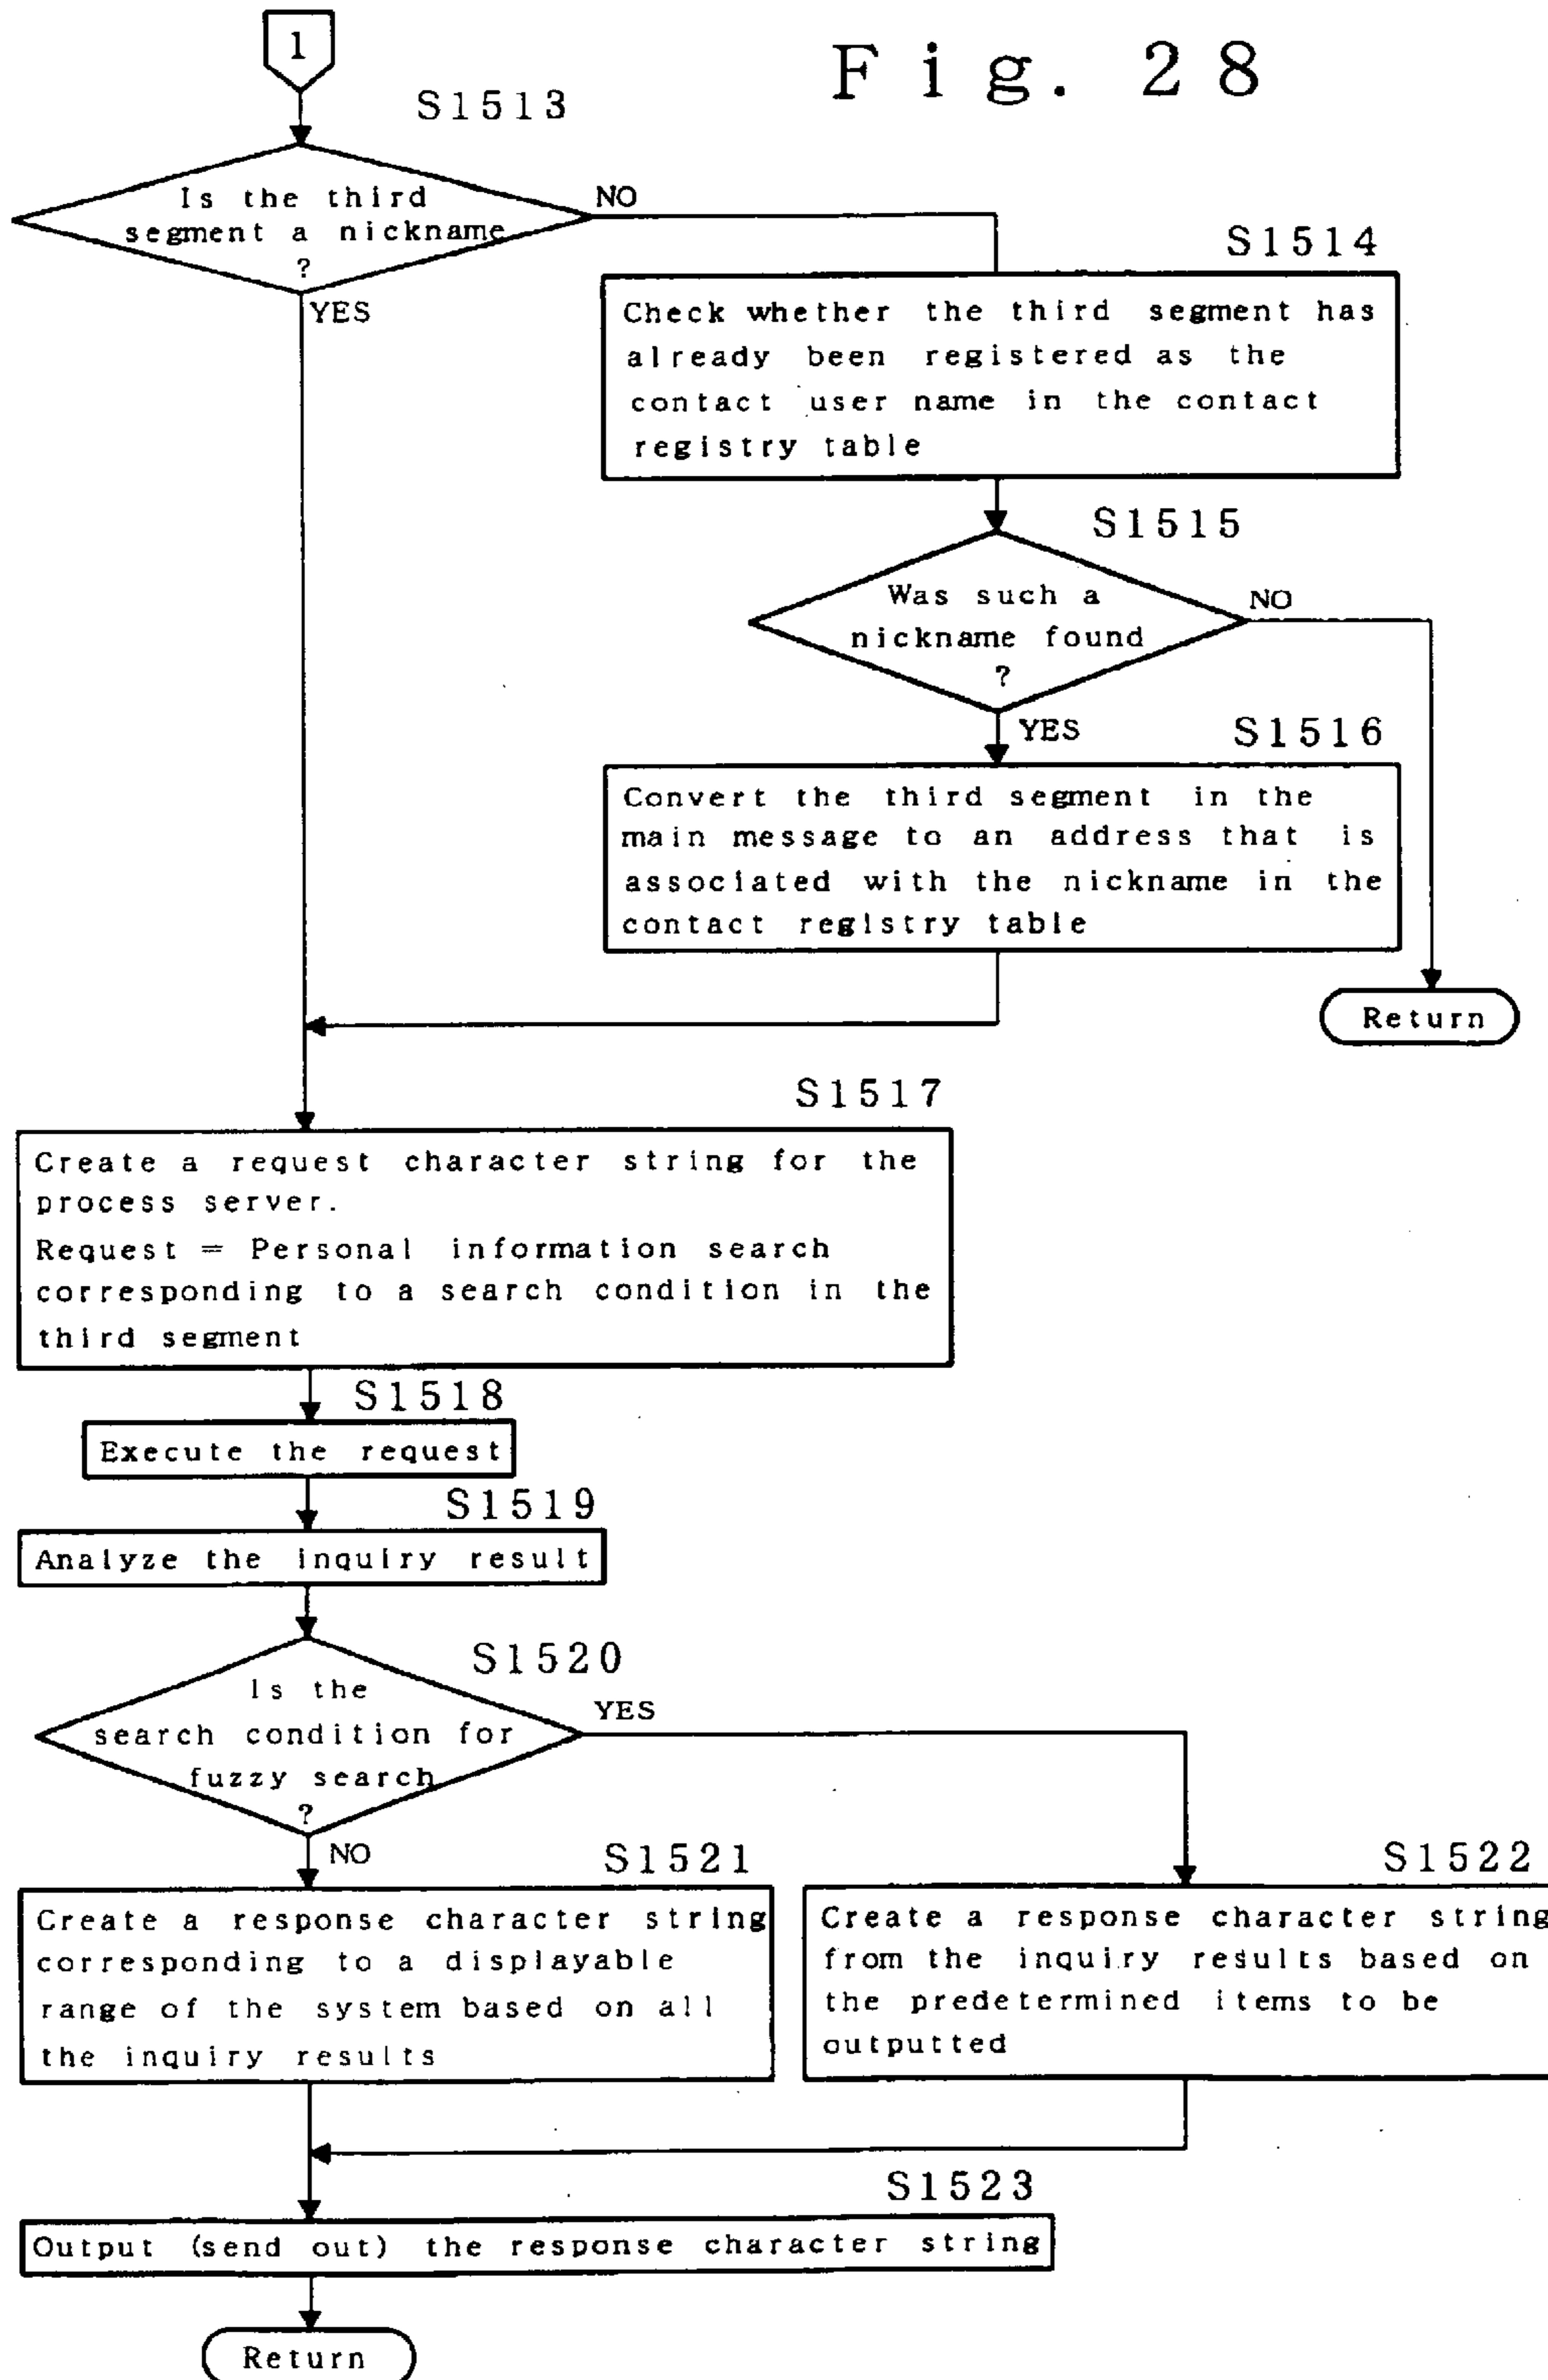 1
Fig. 28
S1513
Is the third
segment a nickname
?
NO
YES
S1514
Check whether the third segment has
already been registered as the
contact user name in the contact
registry table
S1515
Was such a
nickname found
?
NO
YES
S1516
Convert the third segment in the
main message to an address that is
associated with the nickname in the
contact registry table
Return
S1517
Create a request character string for the
process server.
Request = Personal information search
corresponding to a search condition in the
third segment
S1518
Execute the request
S1519
Analyze the inquiry result
S1520
Is the
search condition for
fuzzy search
?
YES
NO
S1521
Create a response character string
corresponding to a displayable
range of the system based on all
the inquiry results
S1522
Create a response character string
from the inquiry results based on
the predetermined items to be
outputted
S1523
Output (send out) the response character string
Return